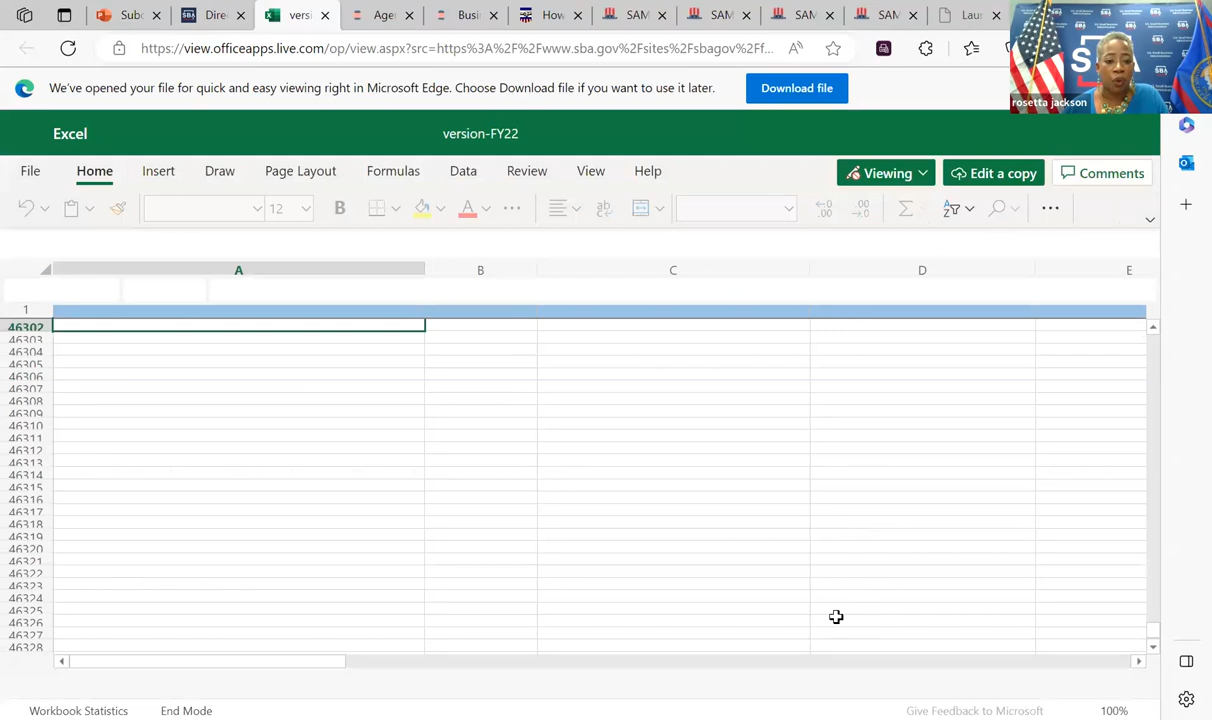 Subc
Dire
versi
Age
Busi
How
SAM
SAM
SAM
SAM
Lau
https://view.officeapps.live.com/op/view.aspx?src=https%3A%2F%2Fwww.sba.gov%2Fsites%2Fsbagov%2Ff...
We've opened your file for quick and easy viewing right in Microsoft Edge. Choose Download file if you want to use it later.
Download file
rosetta jackson
Excel
version-FY22
File Home Insert Draw Page Layout Formulas Data Review View Help
Viewing
Edit a copy
Comments
12
A B C D E
1
46302
46303
46304
46305
46306
46307
46308
46309
46310
46311
46312
46313
46314
46315
46316
46317
46318
46319
46320
46321
46322
46323
46324
46325
46326
46327
46328
Workbook Statistics End Mode Give Feedback to Microsoft 100%